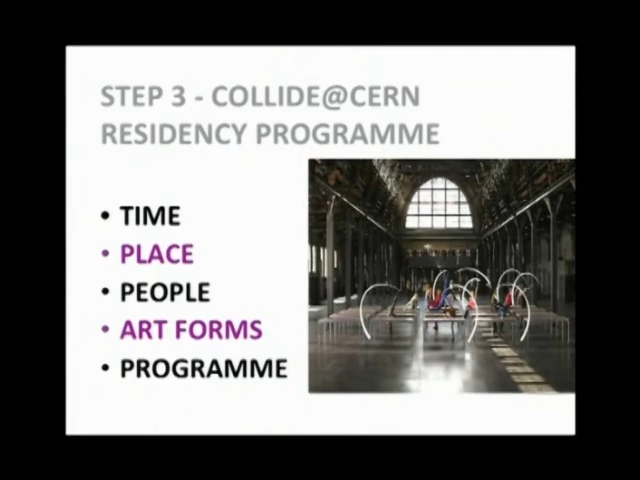 STEP 3 - COLLIDE@CERN
RESIDENCY PROGRAMME
• TIME
• PLACE
• PEOPLE
• ART FORMS
• PROGRAMME